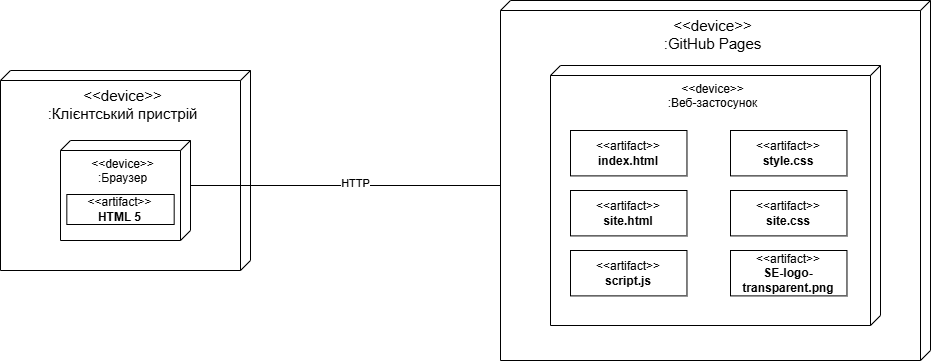 <<device>>
:Клієнтський пристрій
<<device>>
:Браузер
<<artifact>>
HTML 5
HTTP
<<device>>
:GitHub Pages
<<device>>
:Веб-застосунок
<<artifact>>
index.html
<<artifact>>
style.css
<<artifact>>
site.html
<<artifact>>
site.css
<<artifact>>
script.js
<<artifact>>
SE-logo-
transparent.png